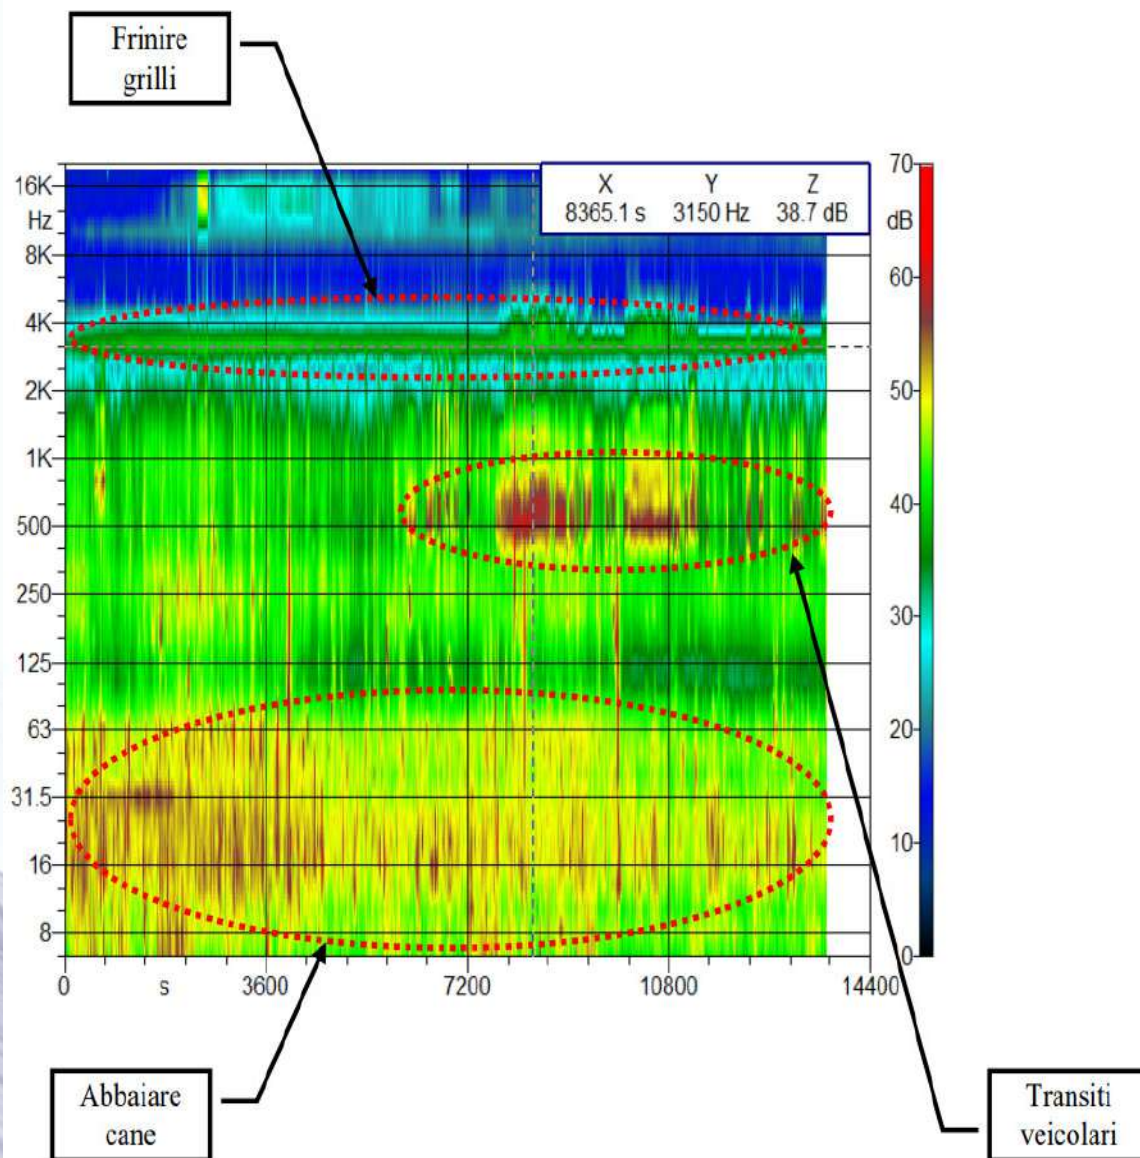 Frinire
grilli
X Y Z
8365.1 s 3150 Hz 38.7 dB
16K
Hz
8K
4K
2K
1K
500
250
125
63
31.5
16
8
0 s 3600 7200 10800 14400
70
dB
60
50
40
30
20
10
0
Abbaiare
cane
Transiti
veicolari